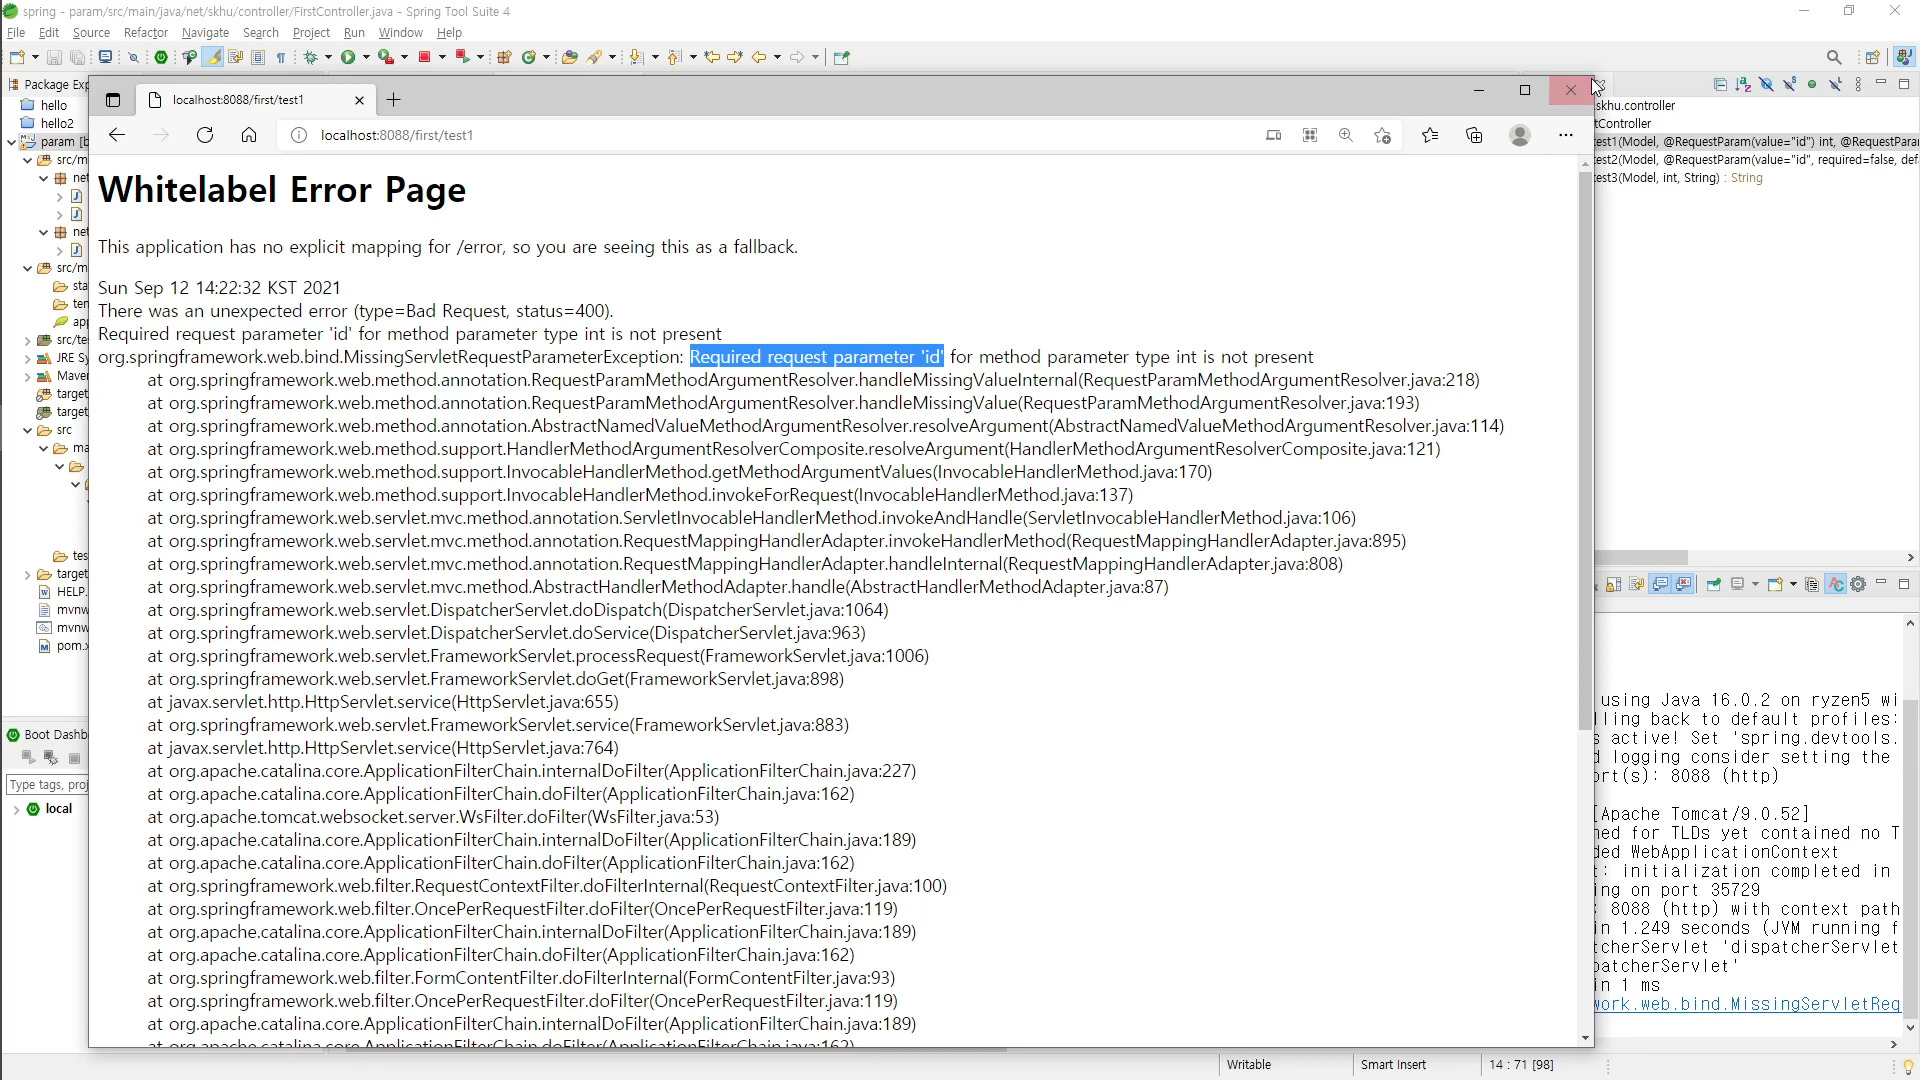 spring - param/src/main/java/net/skhu/controller/FirstController.java - Spring Tool Suite 4
File Edit Source Refactor Navigate Search Project Run Window Help
Package Exp
hello
hello2
param [b
src/m
net
net
src/m
sta
ten
app
src/te
JRE Sy
Mave
target
target
src
ma
tes
target
HELP.
mvnw
mvnw
pom.x
Boot Dashb
Type tags, proj
local
localhost:8088/first/test1
localhost:8088/first/test1
Whitelabel Error Page
This application has no explicit mapping for /error, so you are seeing this as a fallback.
Sun Sep 12 14:22:32 KST 2021
There was an unexpected error (type=Bad Request, status=400).
Required request parameter 'id' for method parameter type int is not present
org.springframework.web.bind.MissingServletRequestParameterException: Required request parameter 'id' for method parameter type int is not present
at org.springframework.web.method.annotation.RequestParamMethodArgumentResolver.handleMissingValueInternal(RequestParamMethodArgumentResolver.java:218)
at org.springframework.web.method.annotation.RequestParamMethodArgumentResolver.handleMissingValue(RequestParamMethodArgumentResolver.java:193)
at org.springframework.web.method.annotation.AbstractNamedValueMethodArgumentResolver.resolveArgument(AbstractNamedValueMethodArgumentResolver.java:114)
at org.springframework.web.method.support.HandlerMethodArgumentResolverComposite.resolveArgument(HandlerMethodArgumentResolverComposite.java:121)
at org.springframework.web.method.support.InvocableHandlerMethod.getMethodArgumentValues(InvocableHandlerMethod.java:170)
at org.springframework.web.method.support.InvocableHandlerMethod.invokeForRequest(InvocableHandlerMethod.java:137)
at org.springframework.web.servlet.mvc.method.annotation.ServletInvocableHandlerMethod.invokeAndHandle(ServletInvocableHandlerMethod.java:106)
at org.springframework.web.servlet.mvc.method.annotation.RequestMappingHandlerAdapter.invokeHandlerMethod(RequestMappingHandlerAdapter.java:895)
at org.springframework.web.servlet.mvc.method.annotation.RequestMappingHandlerAdapter.handleInternal(RequestMappingHandlerAdapter.java:808)
at org.springframework.web.servlet.mvc.method.AbstractHandlerMethodAdapter.handle(AbstractHandlerMethodAdapter.java:87)
at org.springframework.web.servlet.DispatcherServlet.doDispatch(DispatcherServlet.java:1064)
at org.springframework.web.servlet.DispatcherServlet.doService(DispatcherServlet.java:963)
at org.springframework.web.servlet.FrameworkServlet.processRequest(FrameworkServlet.java:1006)
at org.springframework.web.servlet.FrameworkServlet.doGet(FrameworkServlet.java:898)
at javax.servlet.http.HttpServlet.service(HttpServlet.java:655)
at org.springframework.web.servlet.FrameworkServlet.service(FrameworkServlet.java:883)
at javax.servlet.http.HttpServlet.service(HttpServlet.java:764)
at org.apache.catalina.core.ApplicationFilterChain.internalDoFilter(ApplicationFilterChain.java:227)
at org.apache.catalina.core.ApplicationFilterChain.doFilter(ApplicationFilterChain.java:162)
at org.apache.tomcat.websocket.server.WsFilter.doFilter(WsFilter.java:53)
at org.apache.catalina.core.ApplicationFilterChain.internalDoFilter(ApplicationFilterChain.java:189)
at org.apache.catalina.core.ApplicationFilterChain.doFilter(ApplicationFilterChain.java:162)
at org.springframework.web.filter.RequestContextFilter.doFilterInternal(RequestContextFilter.java:100)
at org.springframework.web.filter.OncePerRequestFilter.doFilter(OncePerRequestFilter.java:119)
at org.apache.catalina.core.ApplicationFilterChain.internalDoFilter(ApplicationFilterChain.java:189)
at org.apache.catalina.core.ApplicationFilterChain.doFilter(ApplicationFilterChain.java:162)
at org.springframework.web.filter.FormContentFilter.doFilterInternal(FormContentFilter.java:93)
at org.springframework.web.filter.OncePerRequestFilter.doFilter(OncePerRequestFilter.java:119)
at org.apache.catalina.core.ApplicationFilterChain.internalDoFilter(ApplicationFilterChain.java:189)
at org.apache.catalina.core.ApplicationFilterChain.doFilter(ApplicationFilterChain.java:162)
skhu.controller
tController
est1(Model, @RequestParam(value="id") int, @RequestPara
est2(Model, @RequestParam(value="id", required=false, def
est3(Model, int, String) : String
using Java 16.0.2 on ryzen5 wi
lling back to default profiles:
s active! Set 'spring.devtools.
d logging consider setting the
ort(s): 8088 (http)
[Apache Tomcat/9.0.52]
ned for TLDs yet contained no T
ded WebApplicationContext
t: initialization completed in
ing on port 35729
: 8088 (http) with context path
in 1.249 seconds (JVM running f
tcherServlet 'dispatcherServlet
patcherServlet'
in 1 ms
work.web.bind.MissingServletReq
Writable Smart Insert 14 : 71 [98]